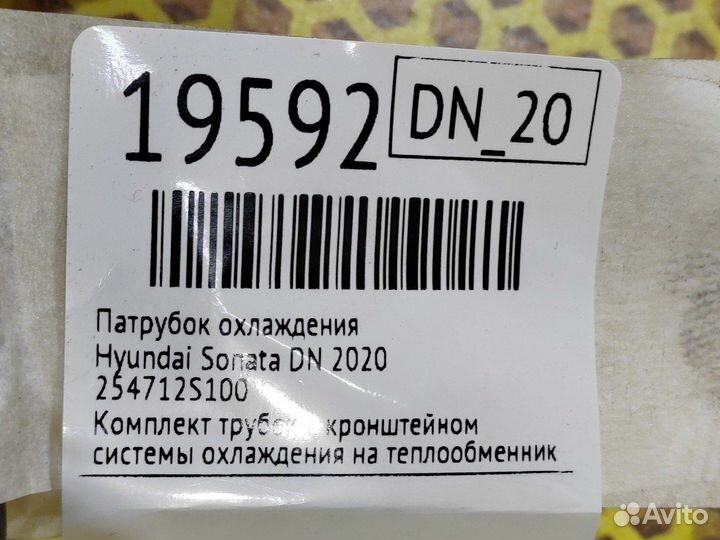 19592 DN_20
Патрубок охлаждения
Hyundai Sonata DN 2020
254712S100
Комплект трубок кронштейном
системы охлаждения на теплообменник
Avito